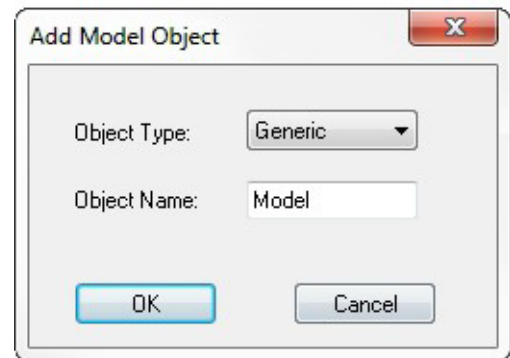 Add Model Object
Object Type: Generic
Object Name: Model
OK Cancel